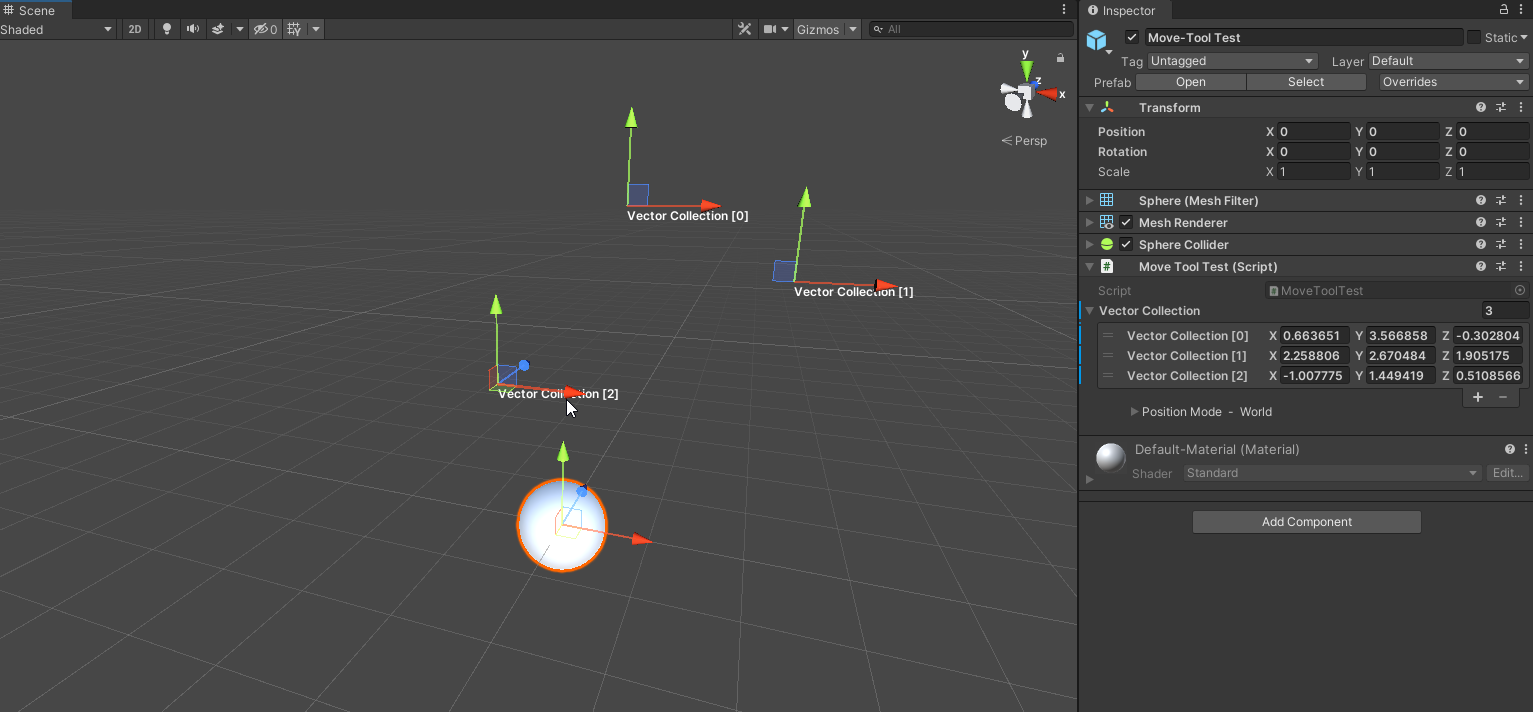 Scene
Shaded
2D
0
Gizmos
All
y
z
x
Persp
Vector Collection [0]
Vector Collection [1]
Vector Collection [2]
Inspector
Move-Tool Test
Static
Tag Untagged Layer Default
Prefab Open Select Overrides
Transform
Position X 0 Y 0 Z 0
Rotation X 0 Y 0 Z 0
Scale X 1 Y 1 Z 1
Sphere (Mesh Filter)
Mesh Renderer
Sphere Collider
# Move Tool Test (Script)
Script MoveToolTest
Vector Collection 3
Vector Collection [0] X 0.663651 Y 3.566858 Z -0.302804
Vector Collection [1] X 2.258806 Y 2.670484 Z 1.905175
Vector Collection [2] X -1.007775 Y 1.449419 Z 0.5108566
+ −
Position Mode - World
Default-Material (Material)
Shader Standard Edit...
Add Component